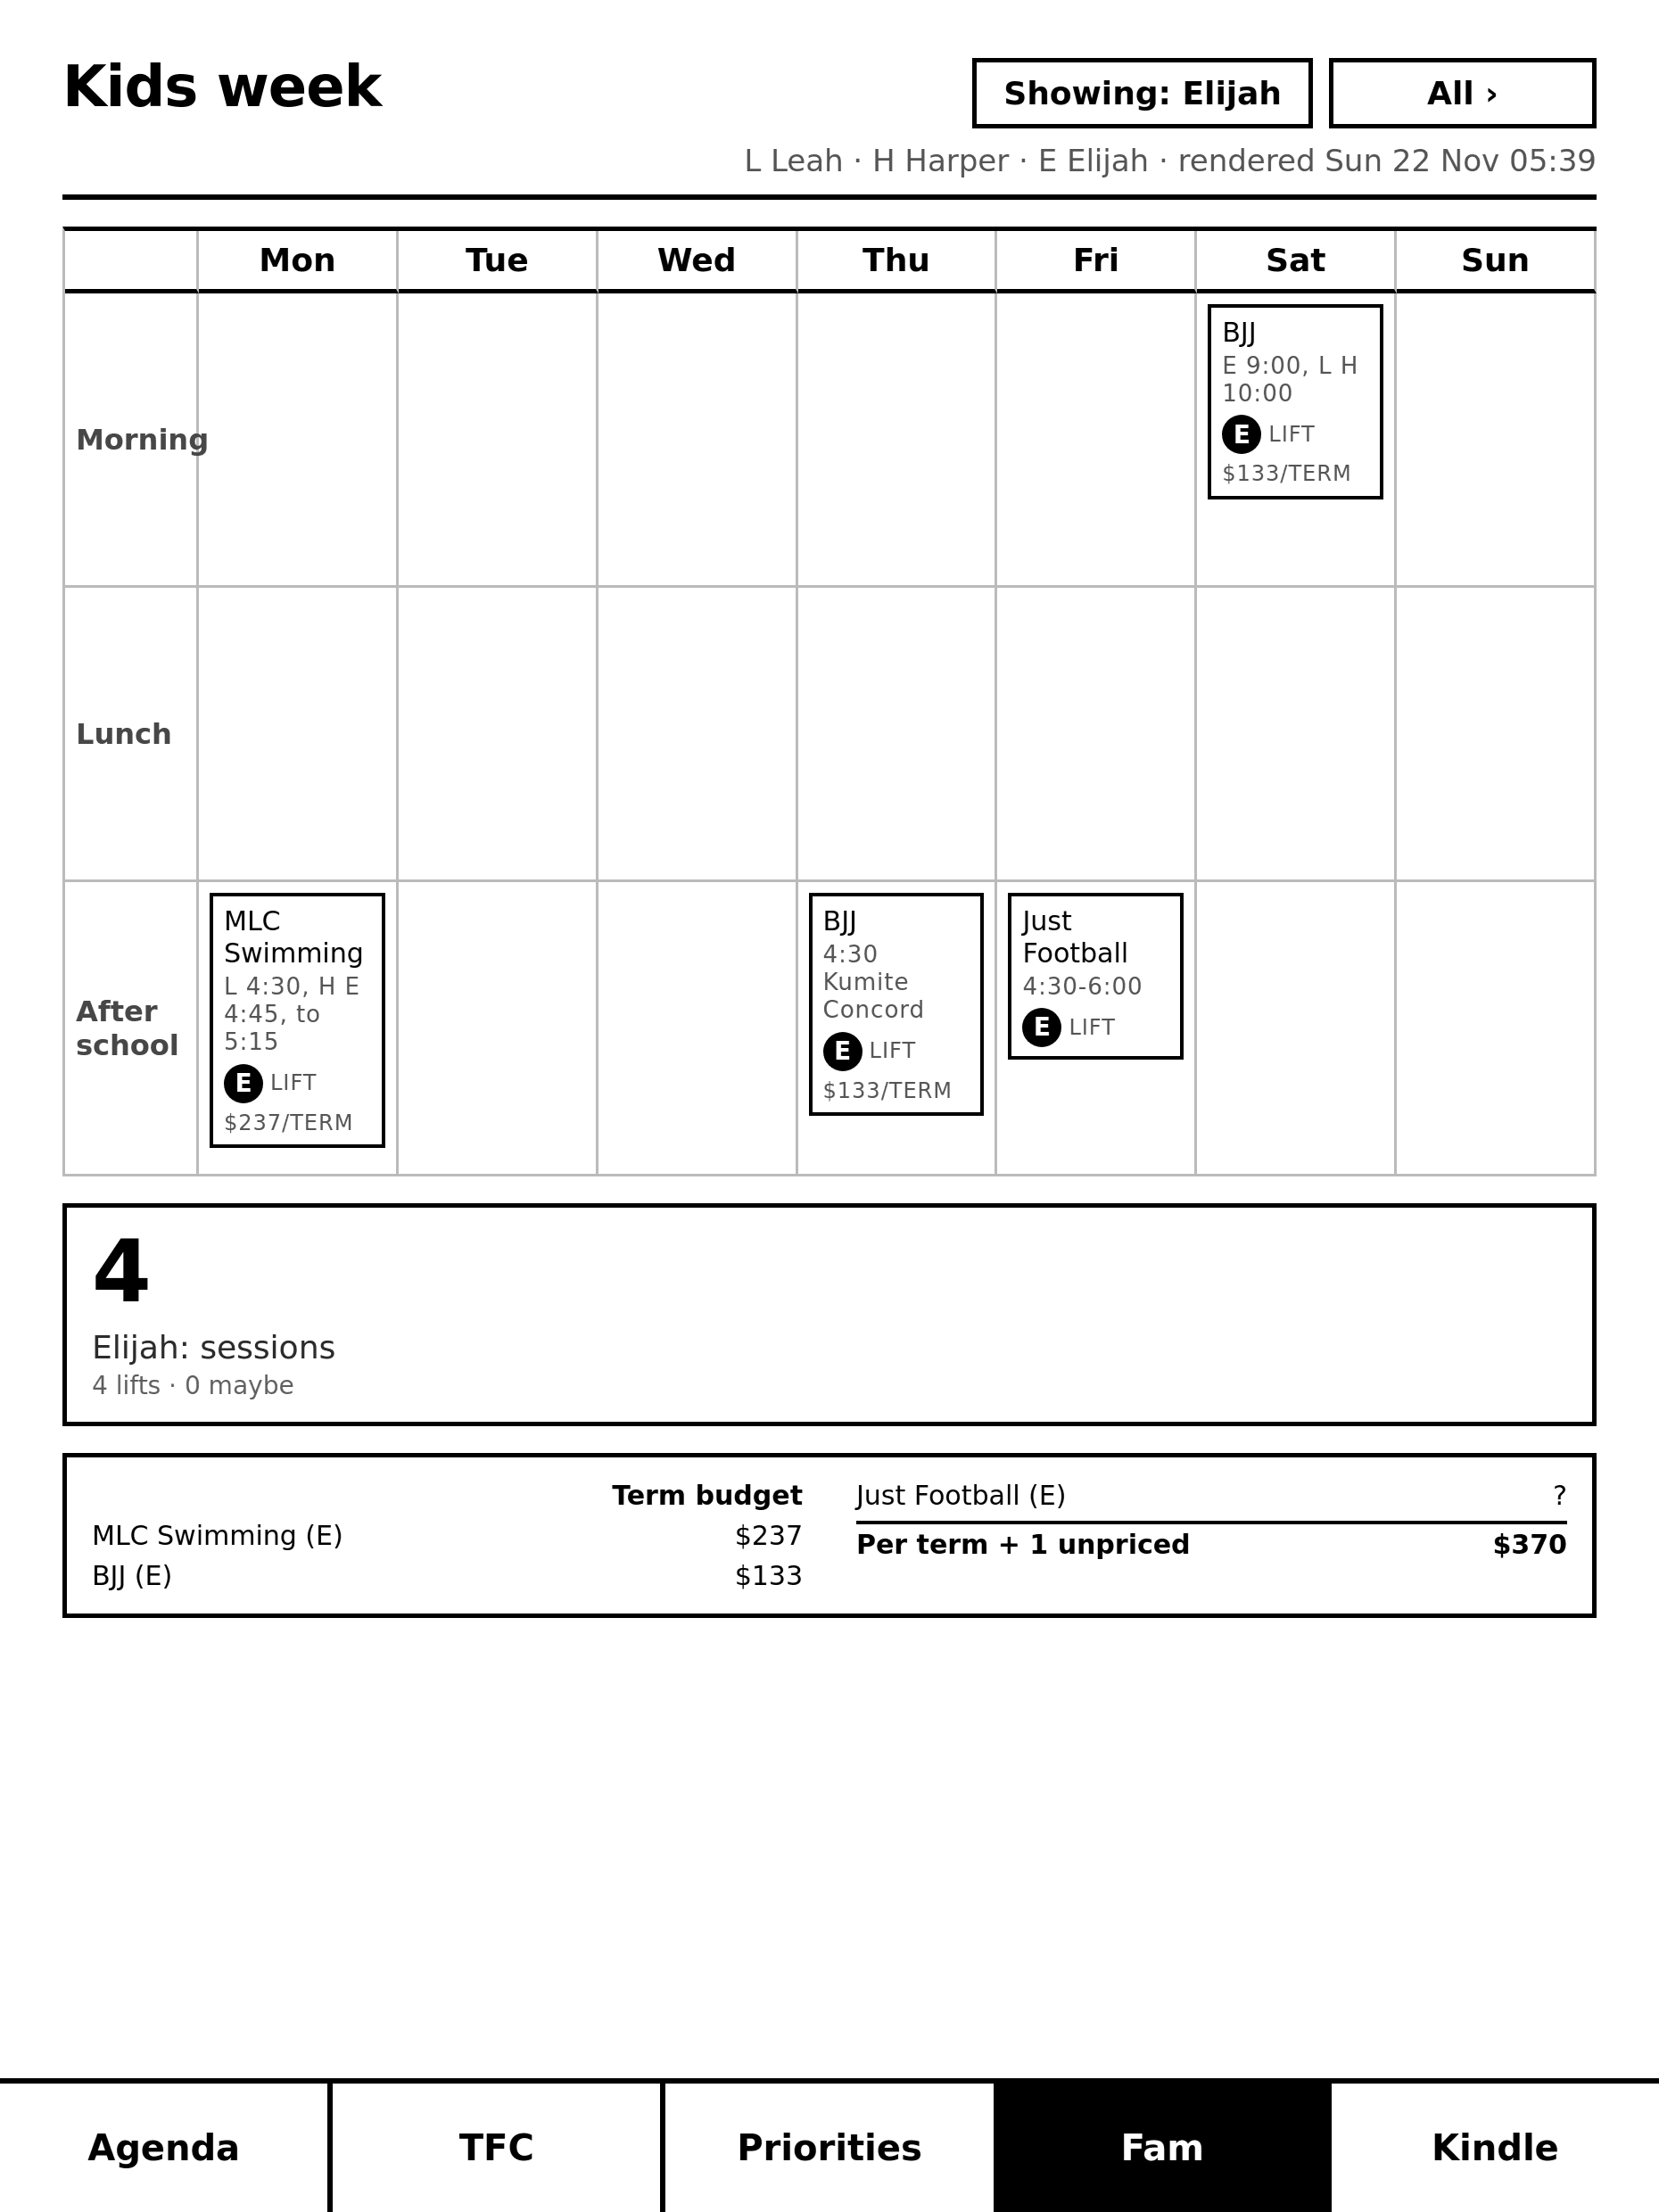 Kids week
Showing: Elijah
All ›
L Leah · H Harper · E Elijah · rendered Sun 22 Nov 05:39
Mon Tue Wed Thu Fri Sat Sun
Morning
BJJ
E 9:00, L H
10:00
E LIFT
$133/TERM
Lunch
After
school
MLC
Swimming
L 4:30, H E
4:45, to
5:15
E LIFT
$237/TERM
BJJ
4:30
Kumite
Concord
E LIFT
$133/TERM
Just
Football
4:30-6:00
E LIFT
4
Elijah: sessions
4 lifts · 0 maybe
Term budget
MLC Swimming (E) $237
BJJ (E) $133
Just Football (E) ?
Per term + 1 unpriced $370
Agenda
TFC
Priorities
Fam
Kindle